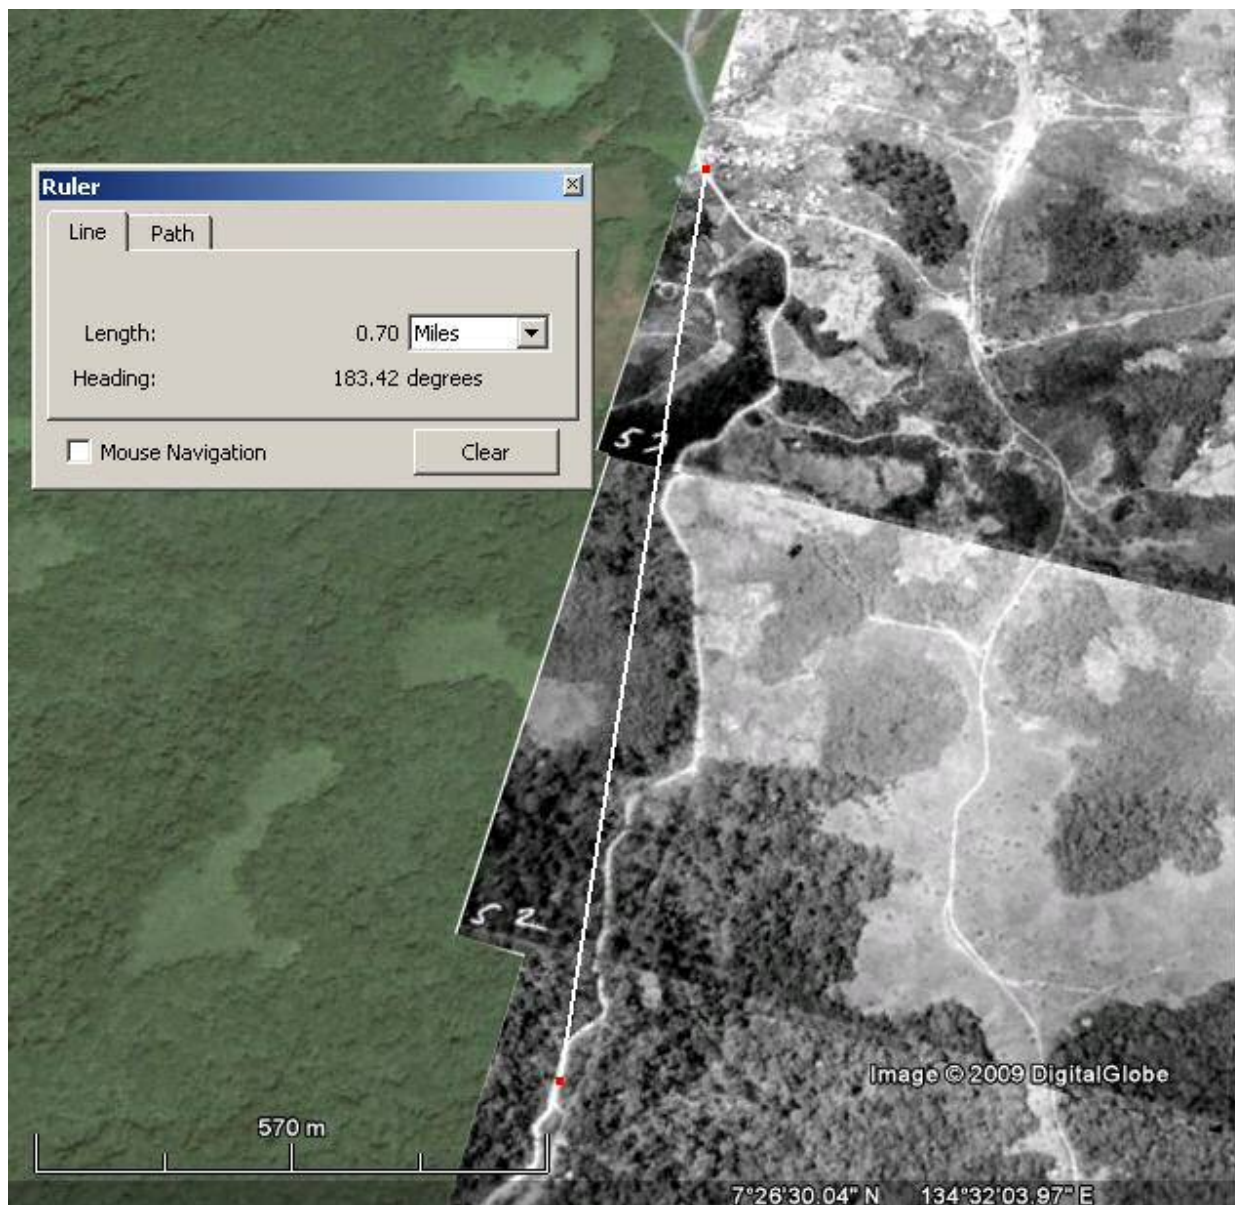 Ruler
Line Path
Length: 0.70 Miles
Heading: 183.42 degrees
Mouse Navigation Clear
52
Image © 2009 DigitalGlobe
570 m
7°26'30.04" N 134°32'03.97" E